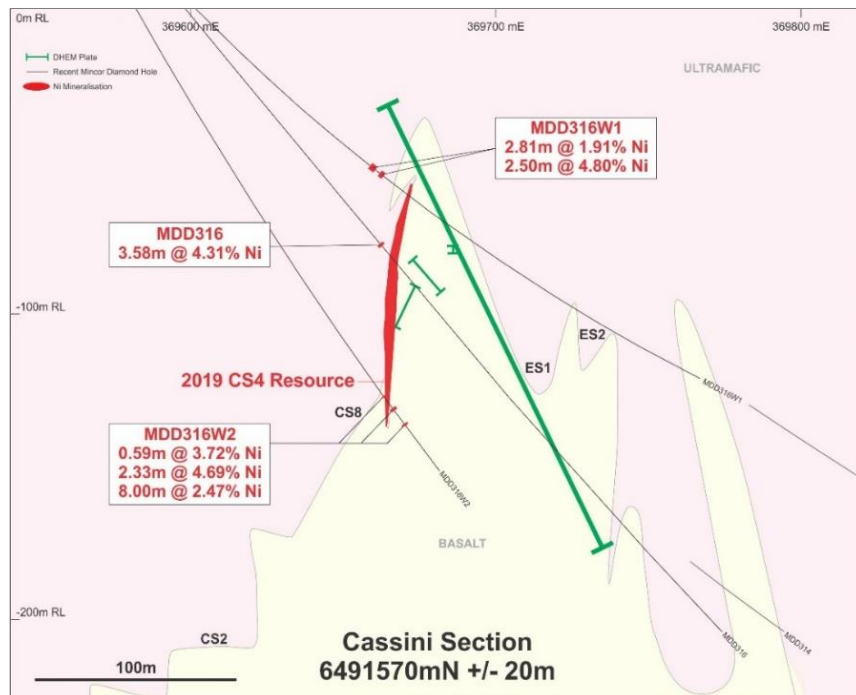 0m RL
369600 mE
369700 mE
369800 mE
DHEM Plate
Recent Mincor Diamond Hole
Ni Mineralisation
ULTRAMAFIC
MDD316W1
2.81m @ 1.91% Ni
2.50m @ 4.80% Ni
MDD316
3.58m @ 4.31% Ni
-100m RL
ES2
ES1
2019 CS4 Resource
MDD316W1
CS8
MDD316W2
0.59m @ 3.72% Ni
2.33m @ 4.69% Ni
8.00m @ 2.47% Ni
MDD316W2
BASALT
-200m RL
CS2
MDD316
MDD314
100m
Cassini Section
6491570mN +/- 20m